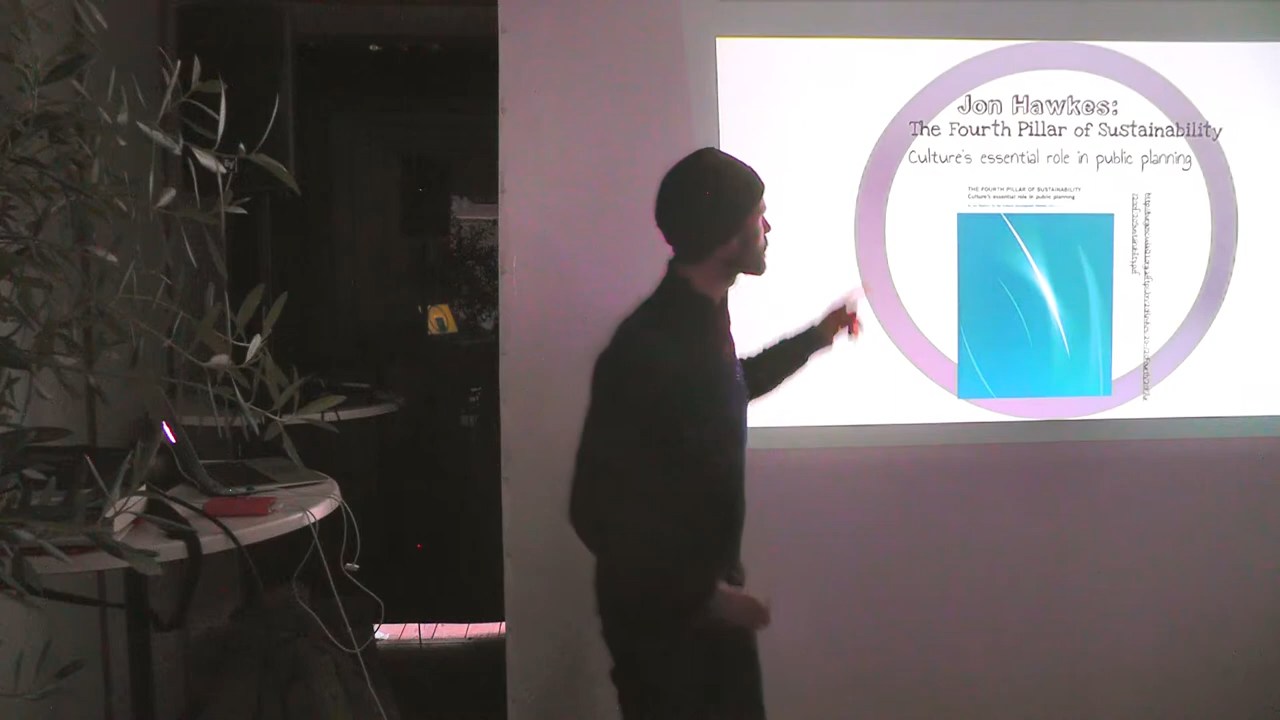 Jon Hawkes:
The Fourth Pillar of Sustainability
Culture's essential role in public planning
THE FOURTH PILLAR OF SUSTAINABILITY
Culture's essential role in public planning